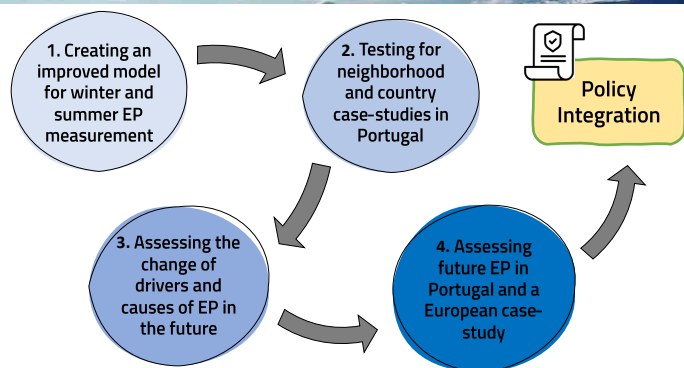 1. Creating an
improved model
for winter and
summer EP
measurement
2. Testing for
neighborhood
and country
case-studies in
Portugal
Policy
Integration
3. Assessing the
change of
drivers and
causes of EP in
the future
4. Assessing
future EP in
Portugal and a
European case-
study